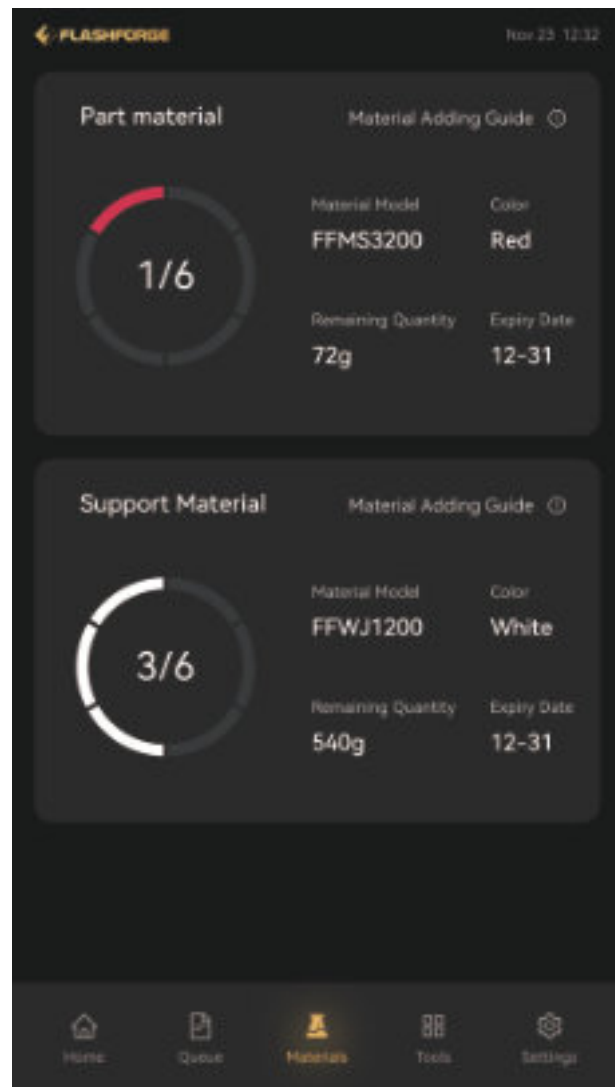 FLASHFORGE
Nov 23 12:32
Part material
Material Adding Guide
1/6
Material Model
Color
FFMS3200
Red
Remaining Quantity
Expiry Date
72g
12-31
Support Material
Material Adding Guide
3/6
Material Model
Color
FFWJ1200
White
Remaining Quantity
Expiry Date
540g
12-31
Home
Queue
Materials
Tools
Settings